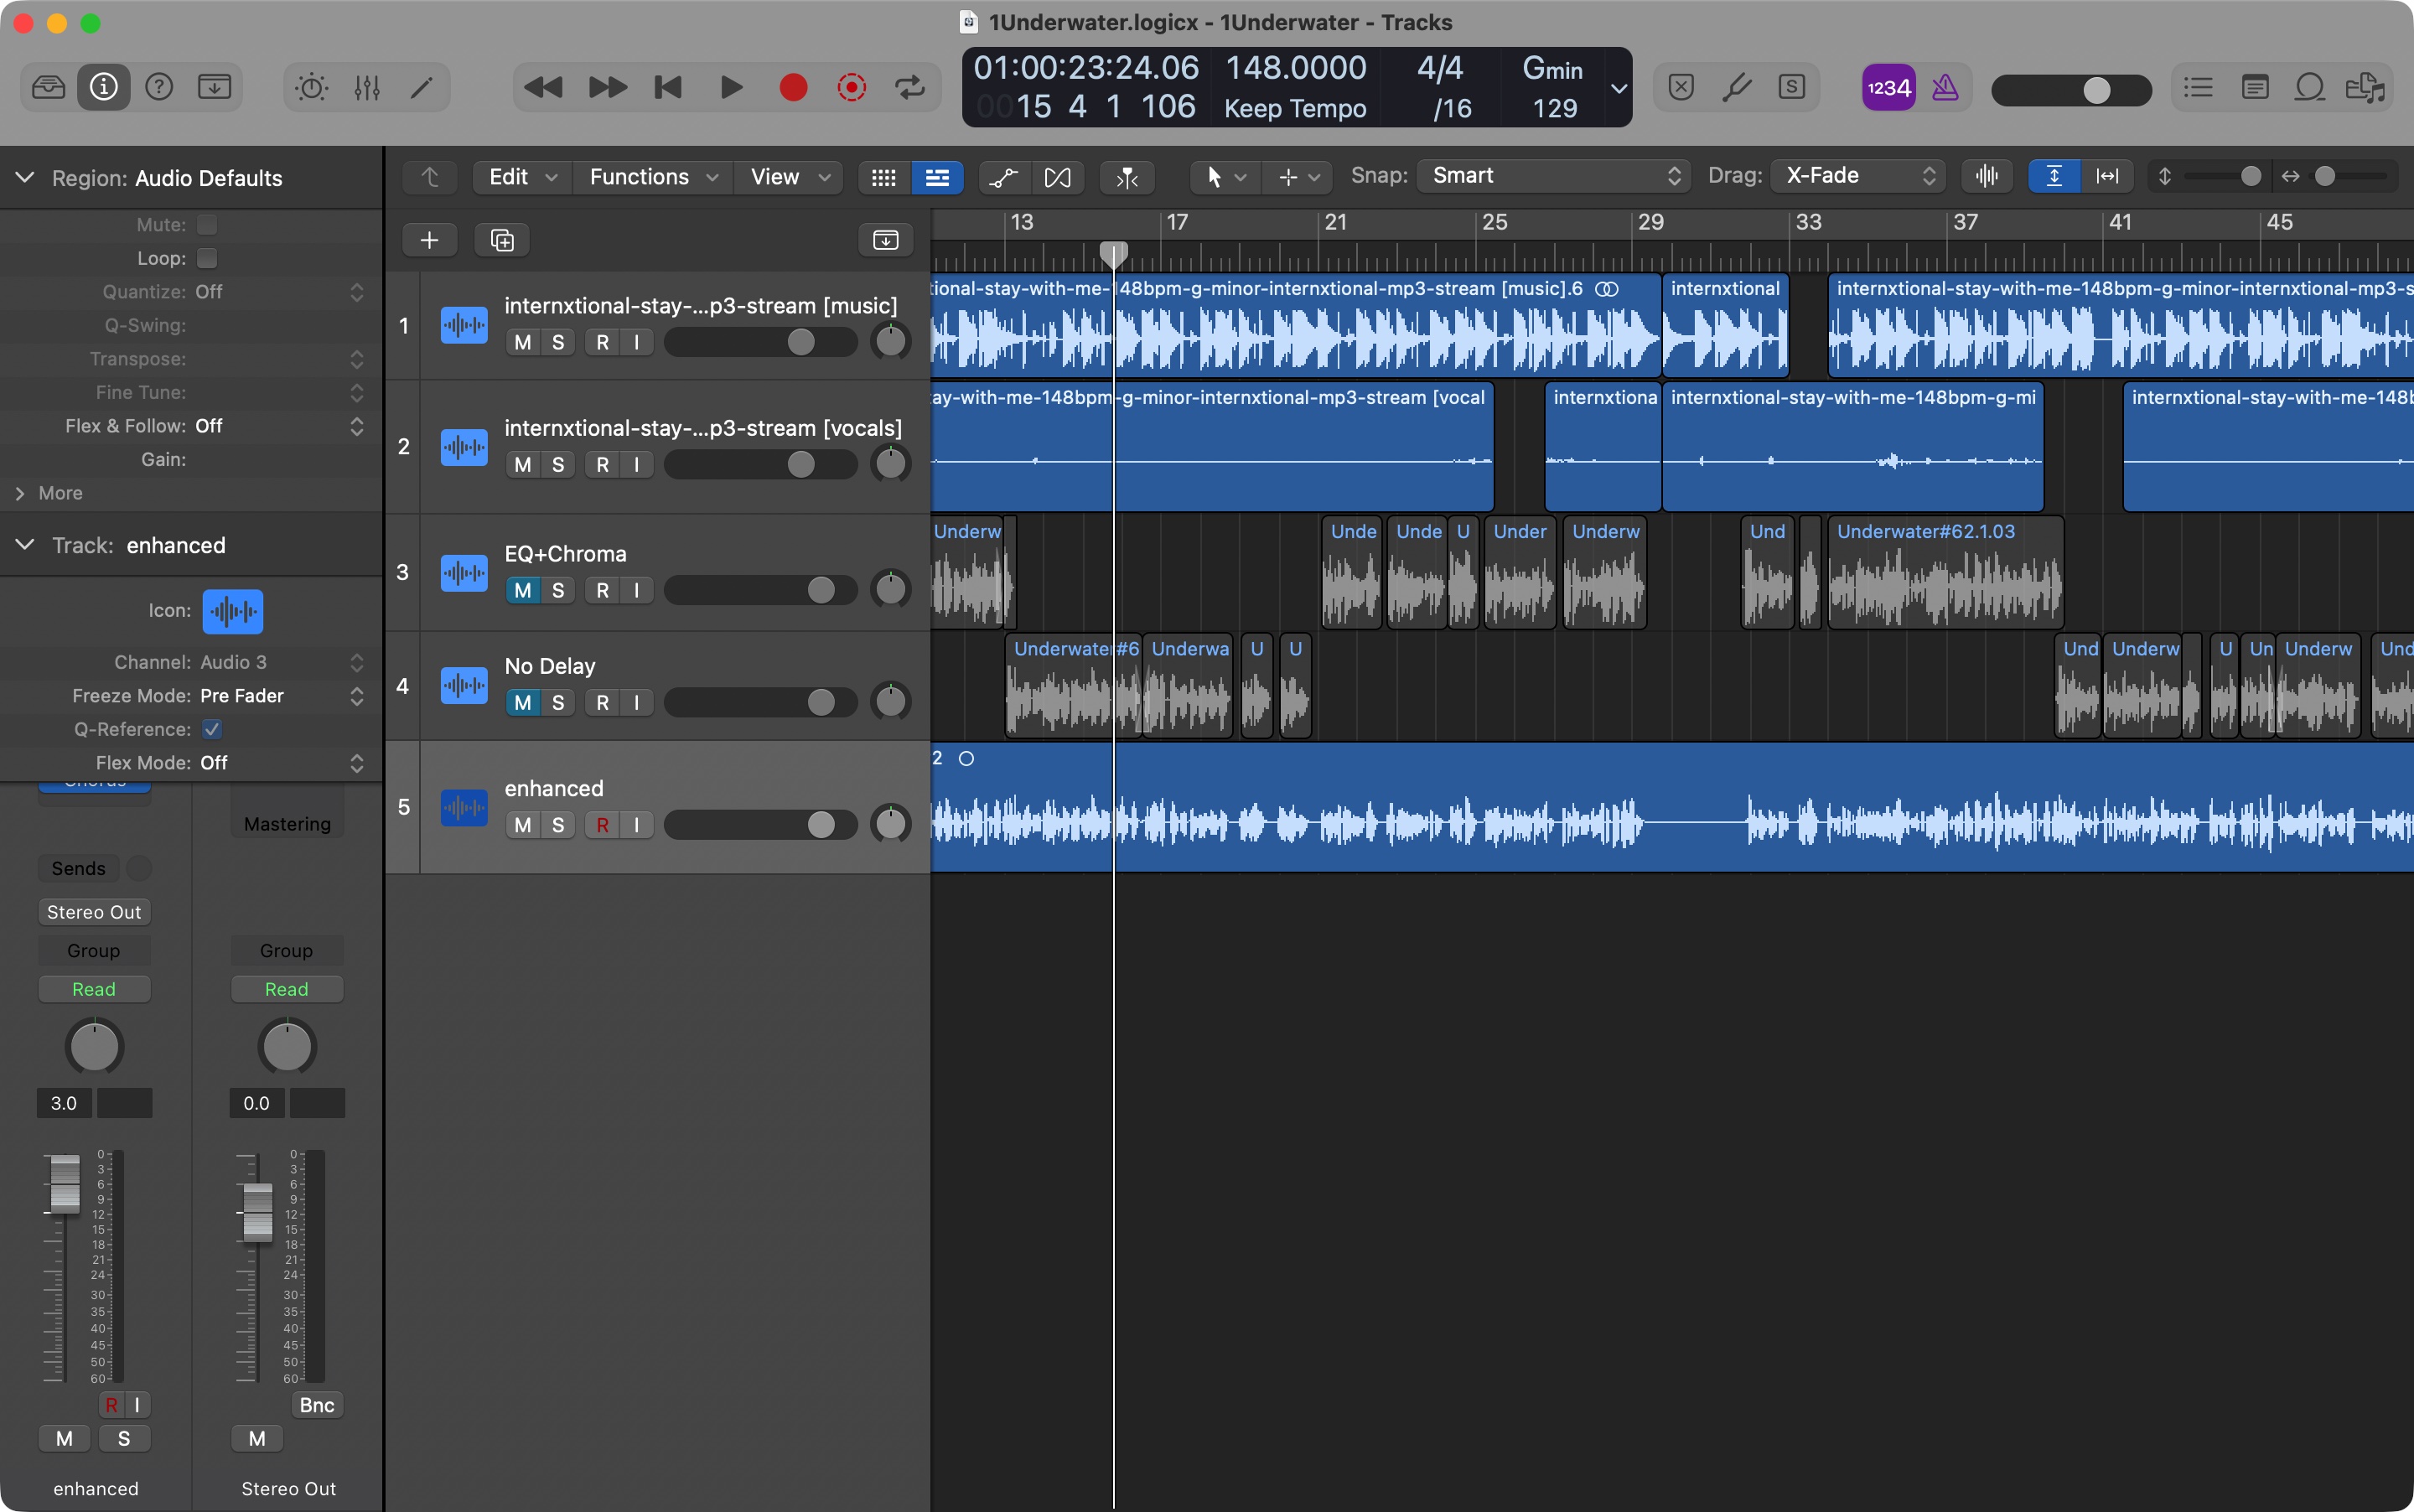 1Underwater.logicx - 1Underwater - Tracks
01:00:23:24.06 148.0000 4/4 Gmin
0015 4 1 106 Keep Tempo /16 129
S
1234
Region: Audio Defaults
Edit Functions View Snap: Smart Drag: X-Fade
Mute:
Loop:
Quantize: Off
Q-Swing:
Transpose:
Fine Tune:
Flex & Follow: Off
Gain:
More
Track: enhanced
Icon:
Channel: Audio 3
Freeze Mode: Pre Fader
Q-Reference:
Flex Mode: Off
13 17 21 25 29 33 37 41 45
1
internxtional-stay-...p3-stream [music]
M S R I
tional-stay-with-me-148bpm-g-minor-internxtional-mp3-stream [music].6
internxtional
internxtional-stay-with-me-148bpm-g-minor-internxtional-mp3-s
2
internxtional-stay-...p3-stream [vocals]
M S R I
ay-with-me-148bpm-g-minor-internxtional-mp3-stream [vocal
internxtiona
internxtional-stay-with-me-148bpm-g-mi
internxtional-stay-with-me-148b
3
EQ+Chroma
M S R I
Underw
Unde Unde U Under Underw
Und
Underwater#62.1.03
4
No Delay
M S R I
Underwater#6 Underwa U U
Und Underw U Un Underw Und
5
enhanced
M S R I
2
Chorus
Mastering
Sends
Stereo Out
Group Group
Read Read
3.0 0.0
0 0
3 3
6 6
9 9
12 12
15 15
18 18
21 21
24 24
30 30
35 35
40 40
45 45
50 50
60 60
R I Bnc
M S M
enhanced Stereo Out